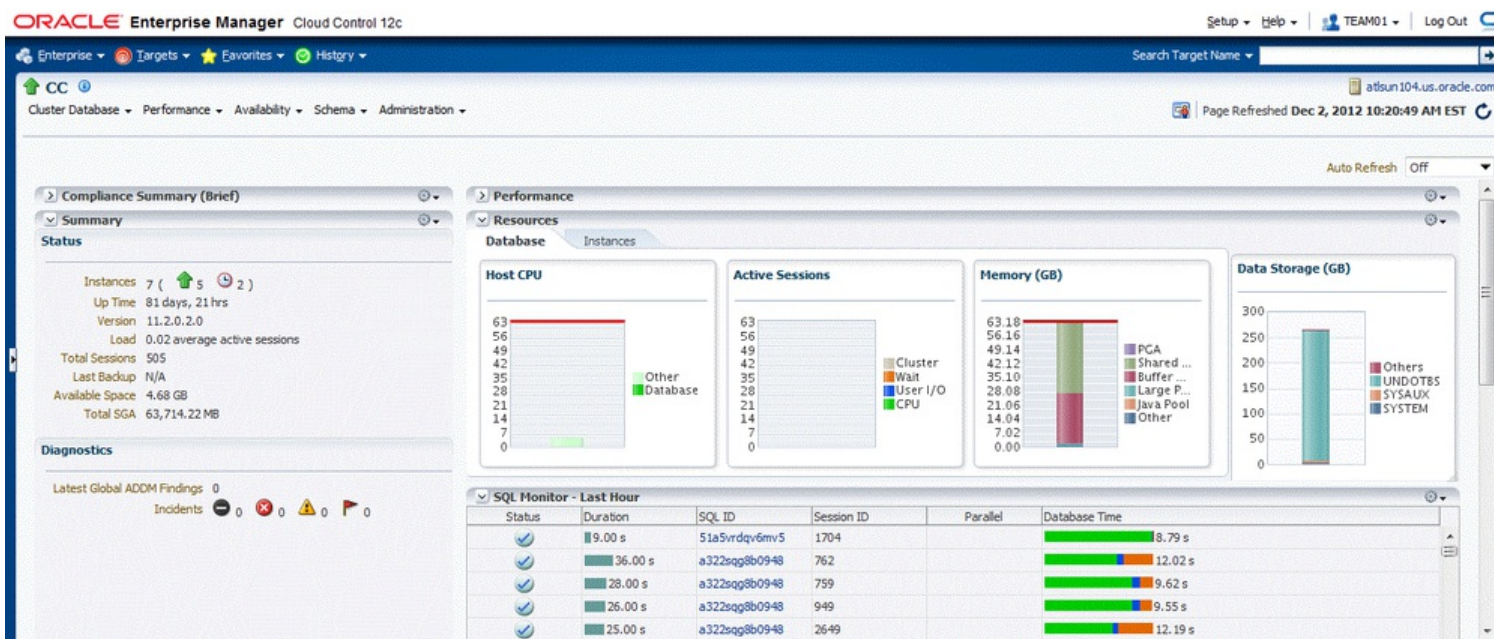 ORACLE Enterprise Manager Cloud Control 12c
Setup Help TEAM01 Log Out
Enterprise Targets Favorites History
Search Target Name
CC
atlsun104.us.oracle.com
Cluster Database Performance Availability Schema Administration
Page Refreshed Dec 2, 2012 10:20:49 AM EST
Auto Refresh Off
Compliance Summary (Brief)
Summary
Status
Instances 7 ( 5 2 )
Up Time 81 days, 21 hrs
Version 11.2.0.2.0
Load 0.02 average active sessions
Total Sessions 505
Last Backup N/A
Available Space 4.68 GB
Total SGA 63,714.22 MB
Diagnostics
Latest Global ADDM Findings 0
Incidents 0 0 0 0
Performance
Resources
Database Instances
Host CPU
63
56
49
42
35
28
21
14
7
0
Other
Database
Active Sessions
63
56
49
42
35
28
21
14
7
0
Cluster
Wait
User I/O
CPU
Memory (GB)
63.18
56.16
49.14
42.12
35.10
28.08
21.06
14.04
7.02
0.00
PGA
Shared ...
Buffer ...
Large P...
Java Pool
Other
Data Storage (GB)
300
250
200
150
100
50
0
Others
UNDOTBS
SYSAUX
SYSTEM
SQL Monitor - Last Hour
Status Duration SQL ID Session ID Parallel Database Time
9.00 s 51a5vrdqv6mv5 1704 8.79 s
36.00 s a322sqg8b0948 762 12.02 s
28.00 s a322sqg8b0948 759 9.62 s
26.00 s a322sqg8b0948 949 9.55 s
25.00 s a322sqg8b0948 2649 12.19 s